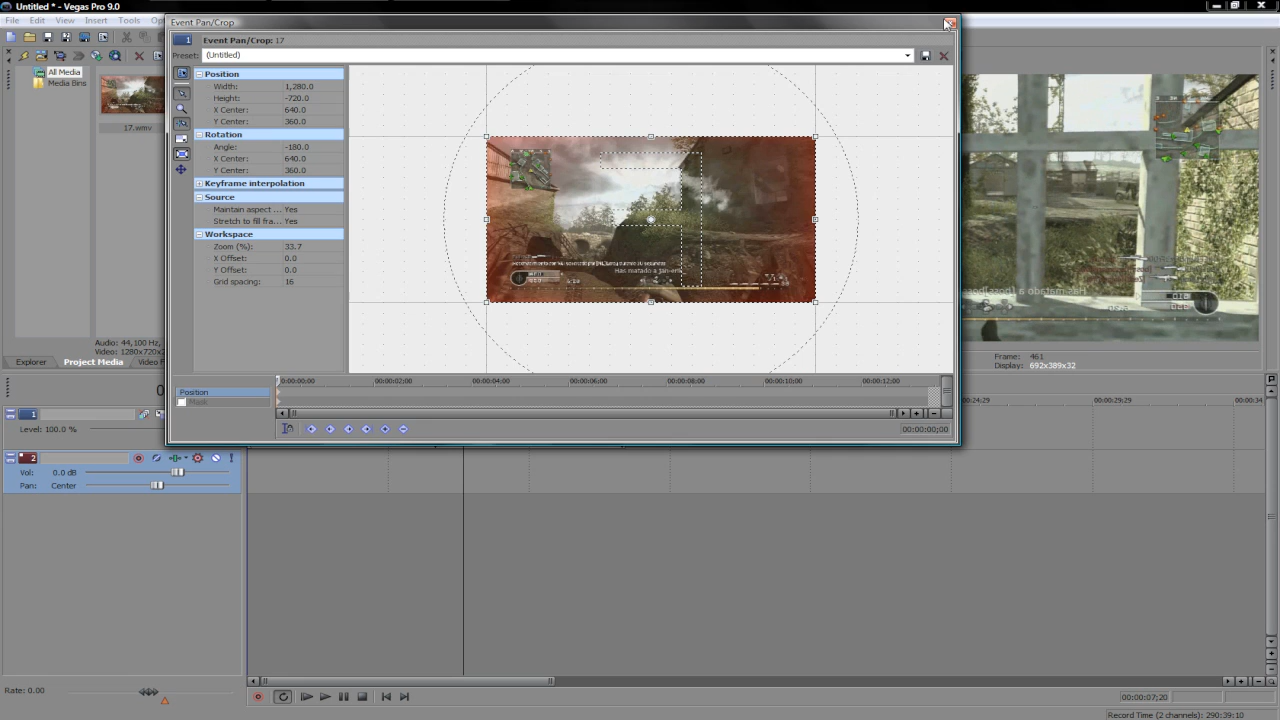 Untitled * - Vegas Pro 9.0
File Edit View Insert Tools
Event Pan/Crop
Event Pan/Crop: 17
Preset: (Untitled)
All Media
Media Bins
17.wmv
Position
Width: 1,280.0
Height: -720.0
X Center: 640.0
Y Center: 360.0
Rotation
Angle: -180.0
X Center: 640.0
Y Center: 360.0
Keyframe interpolation
Source
Maintain aspect ... Yes
Stretch to fill fra... Yes
Workspace
Zoom (%): 33.7
X Offset: 0.0
Y Offset: 0.0
Grid spacing: 16
Has matado a
Audio: 44,100 Hz,
Video: 1280x720x
Explorer Project Media Video F
Frame: 461
Display: 692x389x32
Position
Mask
0:00:00;00 00:00:02;00 00:00:04;00 00:00:06;00 00:00:08;00 00:00:10;00 00:00:12;00
00:00:00;00
1
Level: 100.0 %
2
Vol: 0.0 dB
Pan: Center
00:00:24;29 00:00:29;29 00:00:34
Rate: 0.00
00:00:07;20
Record Time (2 channels): 290:39:10